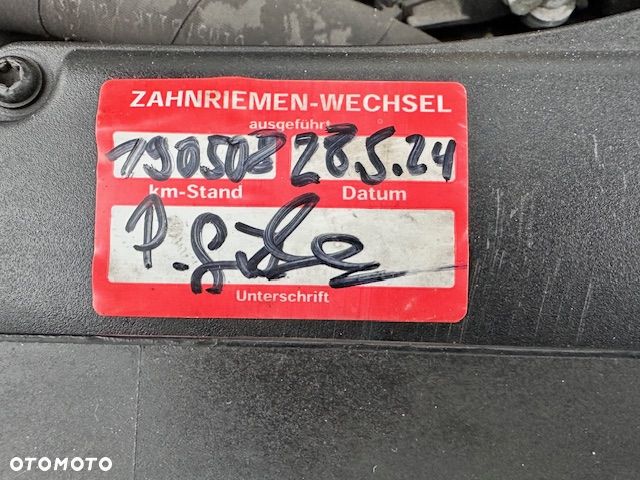 ZAHNRIEMEN-WECHSEL
ausgeführt
190508 28.5.24
km-Stand Datum
P.
Unterschrift
OTOMOTO